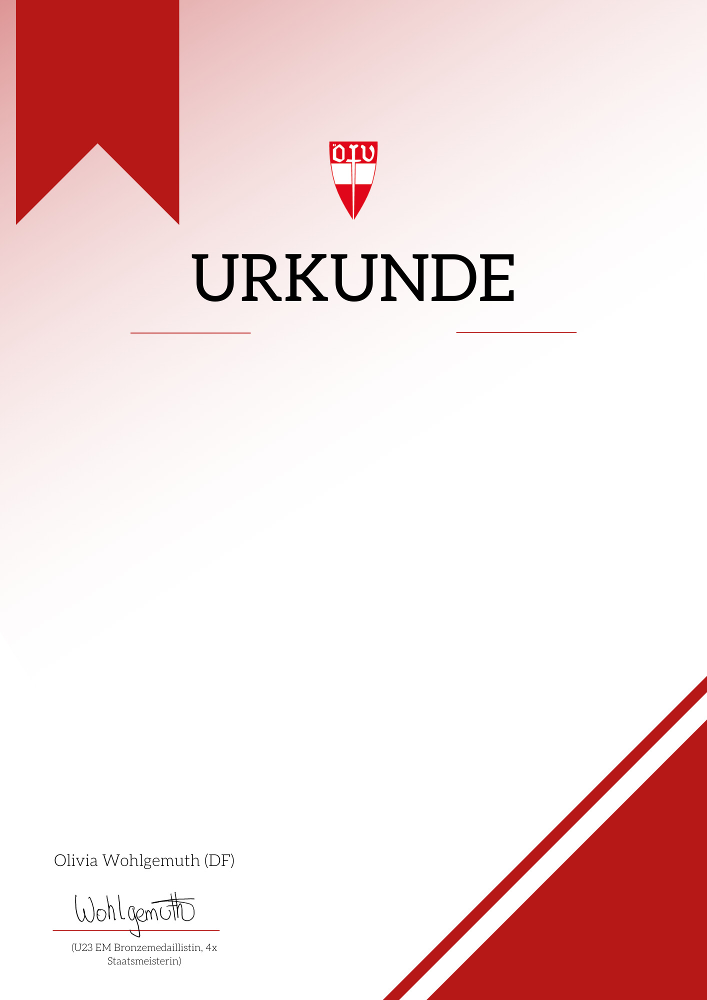 ÖTV
URKUNDE
Olivia Wohlgemuth (DF)
Wohlgemuth
(U23 EM Bronzemedaillistin, 4x
Staatsmeisterin)